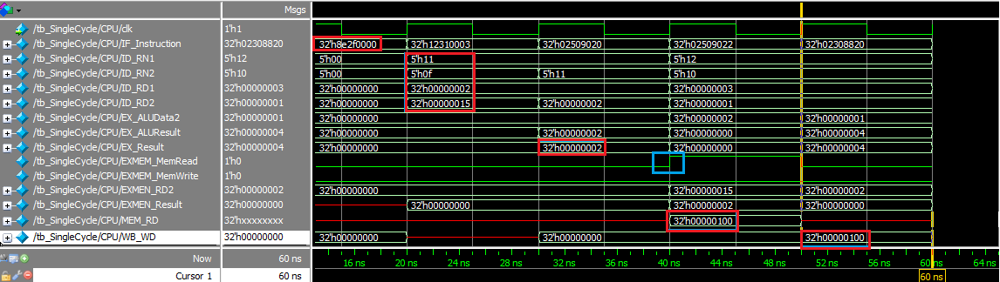 Msgs
/tb_SingleCycle/CPU/clk 1'h1
/tb_SingleCycle/CPU/IF_Instruction 32'h02308820 32'h8e2f0000 32'h12310003 32'h02509020 32'h02509022 32'h02308820
/tb_SingleCycle/CPU/ID_RN1 5'h12 5'h00 5'h11 5'h12
/tb_SingleCycle/CPU/ID_RN2 5'h10 5'h00 5'h0f 5'h11 5'h10
/tb_SingleCycle/CPU/ID_RD1 32'h00000003 32'h00000000 32'h00000002 32'h00000003
/tb_SingleCycle/CPU/ID_RD2 32'h00000001 32'h00000000 32'h00000015 32'h00000002 32'h00000001
/tb_SingleCycle/CPU/EX_ALUData2 32'h00000001 32'h00000000 32'h00000002 32'h00000001
/tb_SingleCycle/CPU/EX_ALUResult 32'h00000004 32'h00000000 32'h00000002 32'h00000000 32'h00000004
/tb_SingleCycle/CPU/EX_Result 32'h00000004 32'h00000000 32'h00000002 32'h00000000 32'h00000004
/tb_SingleCycle/CPU/EXMEM_MemRead 1'h0
/tb_SingleCycle/CPU/EXMEM_MemWrite 1'h0
/tb_SingleCycle/CPU/EXMEN_RD2 32'h00000002 32'h00000000 32'h00000015 32'h00000002
/tb_SingleCycle/CPU/EXMEN_Result 32'h00000000 32'h00000000 32'h00000002 32'h00000000
/tb_SingleCycle/CPU/MEM_RD 32'hxxxxxxxx 32'h00000100
/tb_SingleCycle/CPU/WB_WD 32'h00000000 32'h00000000 32'h00000000 32'h00000100
Now 60 ns 16 ns 20 ns 24 ns 28 ns 32 ns 36 ns 40 ns 44 ns 48 ns 52 ns 56 ns 60 ns 64 ns
Cursor 1 60 ns 60 ns